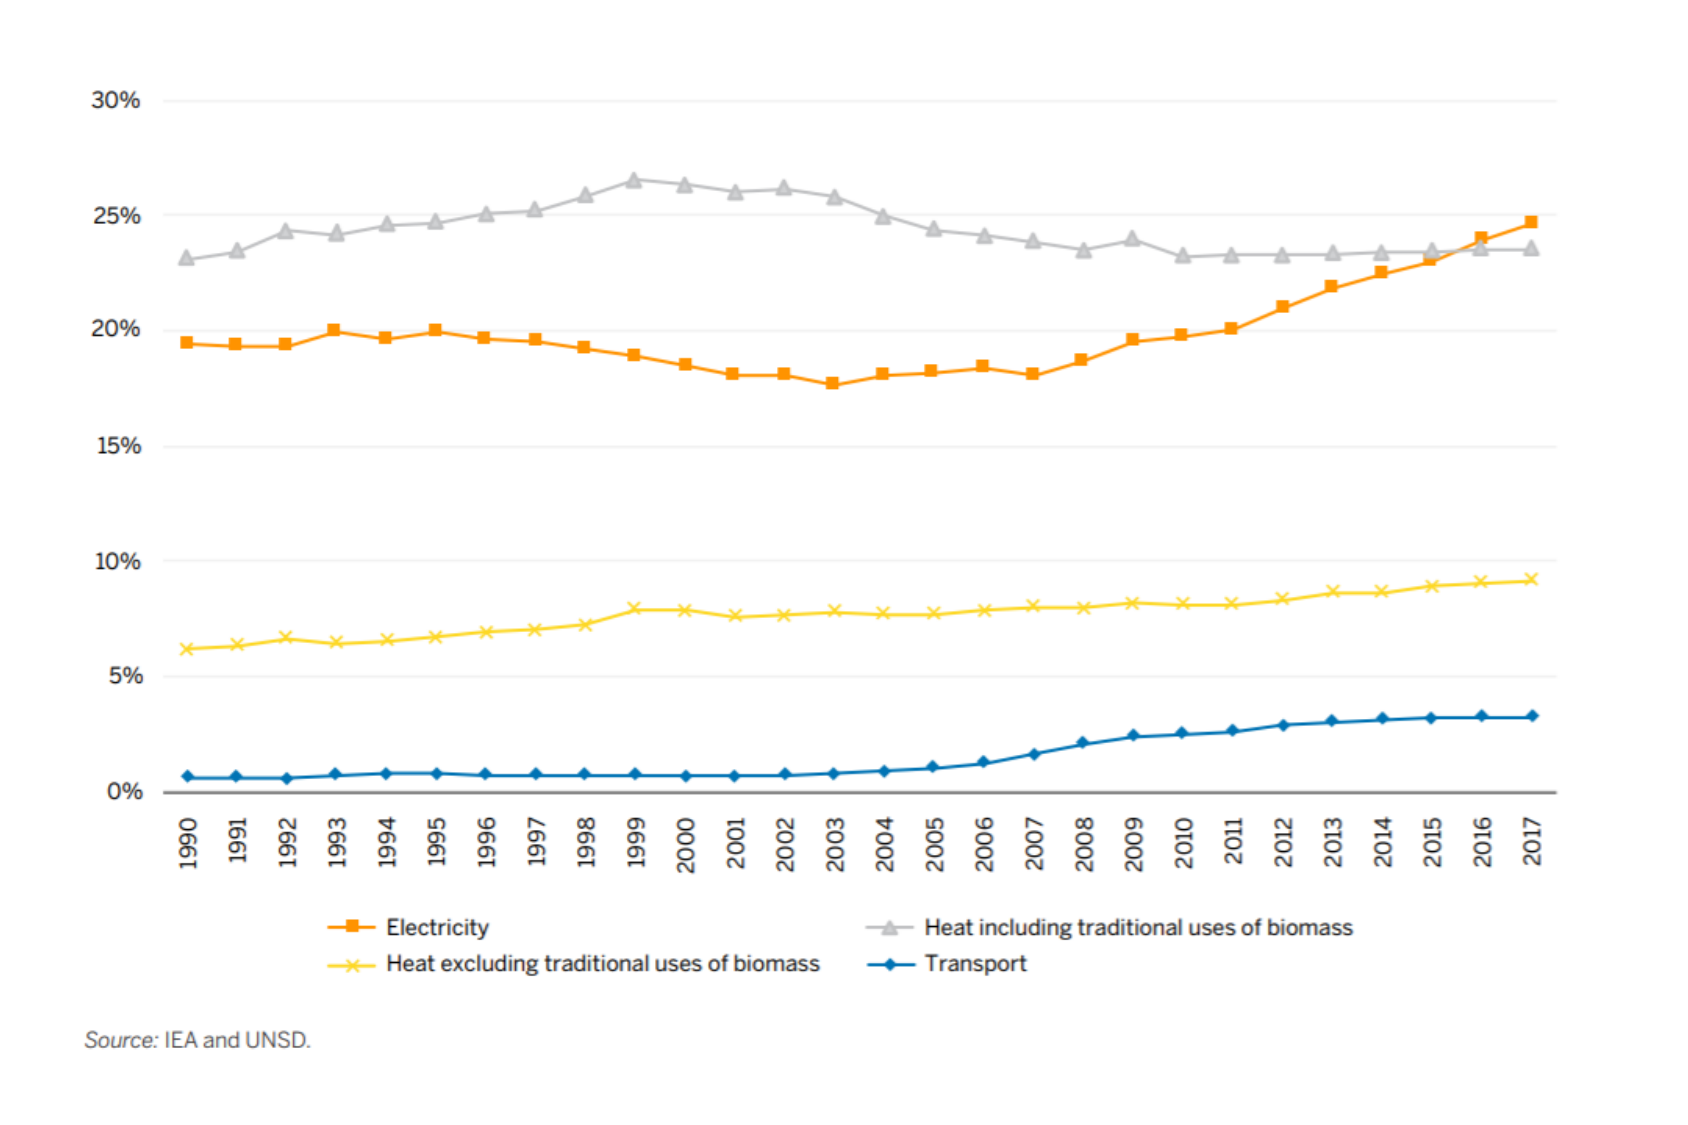 30%
25%
20%
15%
10%
5%
0%
1990 1991 1992 1993 1994 1995 1996 1997 1998 1999 2000 2001 2002 2003 2004 2005 2006 2007 2008 2009 2010 2011 2012 2013 2014 2015 2016 2017
Electricity Heat including traditional uses of biomass
Heat excluding traditional uses of biomass Transport
Source: IEA and UNSD.